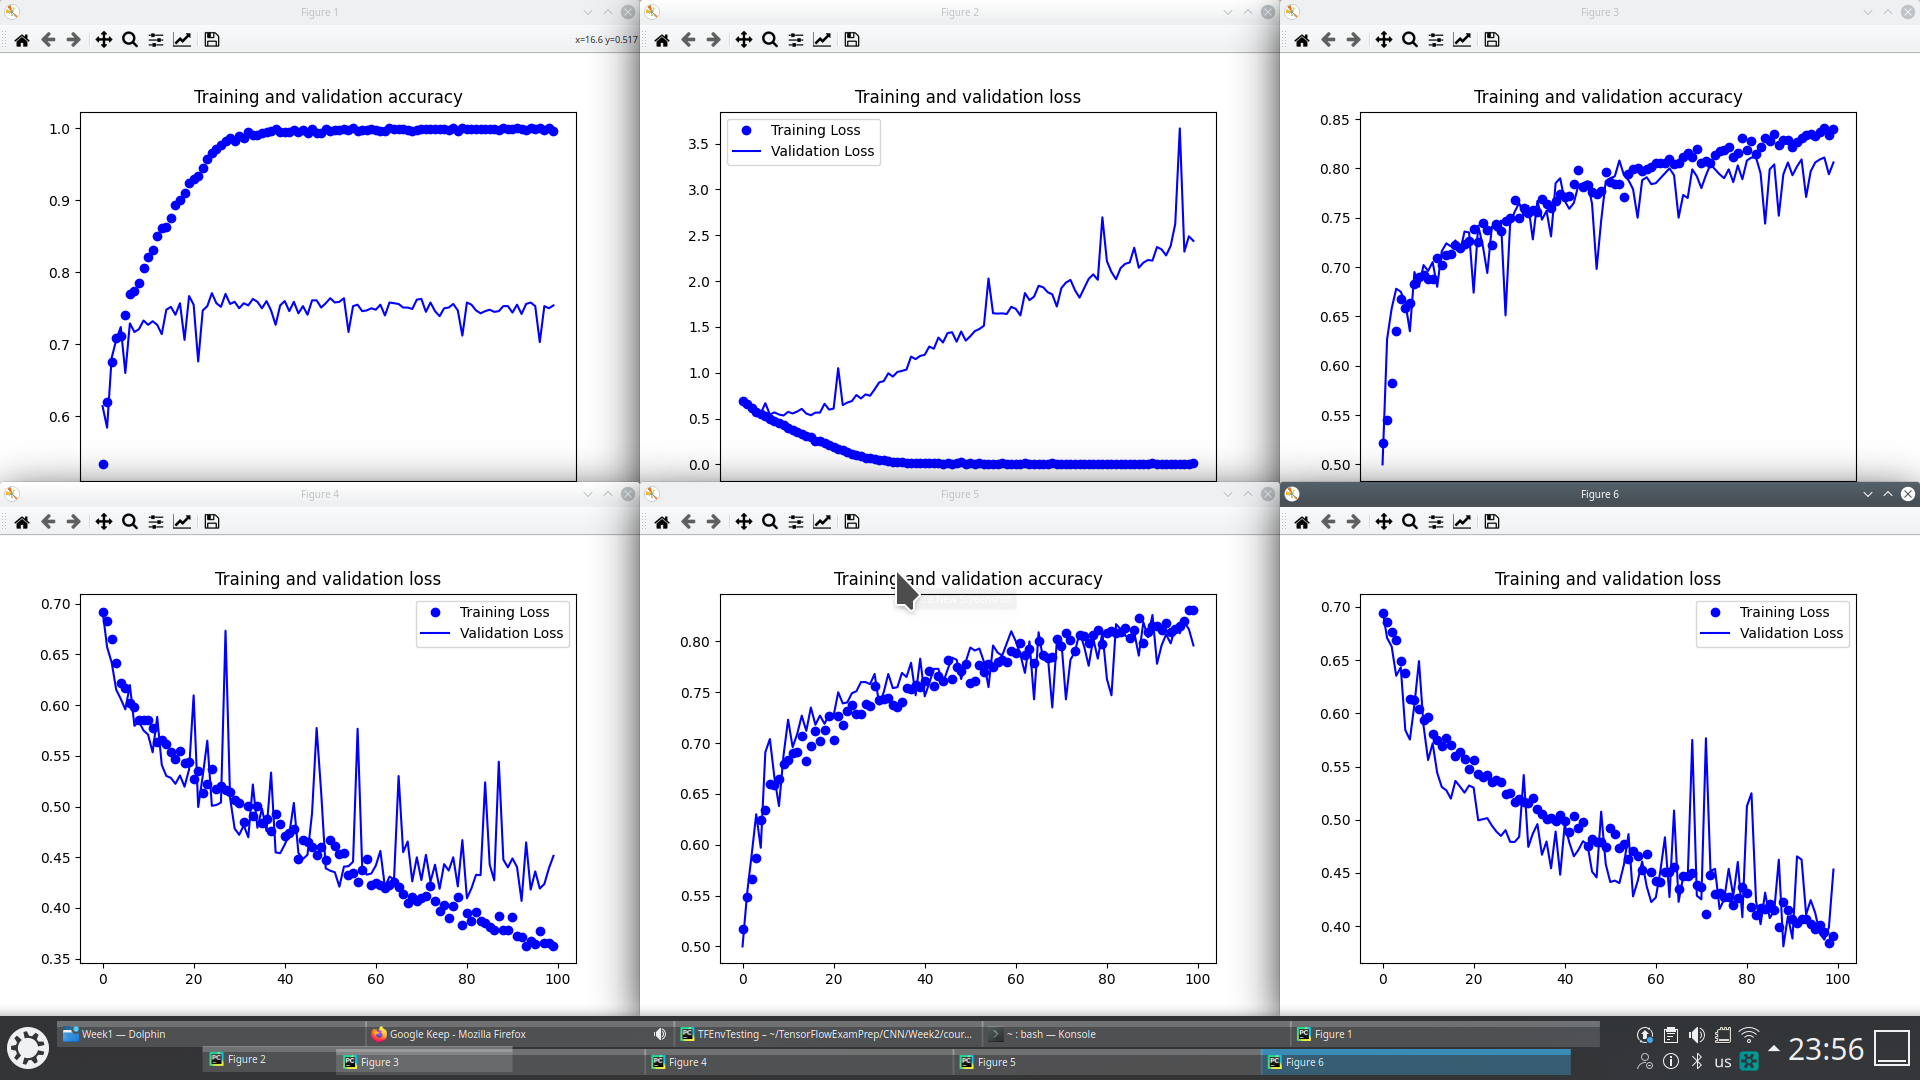 Figure 1
x=16.6 y=0.517
Training and validation accuracy
1.0
0.9
0.8
0.7
0.6
Figure 2
Training and validation loss
Training Loss
Validation Loss
3.5
3.0
2.5
2.0
1.5
1.0
0.5
0.0
Figure 3
Training and validation accuracy
0.85
0.80
0.75
0.70
0.65
0.60
0.55
0.50
Figure 4
Training and validation loss
Training Loss
Validation Loss
0.70
0.65
0.60
0.55
0.50
0.45
0.40
0.35
0 20 40 60 80 100
Figure 5
Training and validation accuracy
0.80
0.75
0.70
0.65
0.60
0.55
0.50
0 20 40 60 80 100
Figure 6
Training and validation loss
Training Loss
Validation Loss
0.70
0.65
0.60
0.55
0.50
0.45
0.40
0 20 40 60 80 100
Week1 — Dolphin
Google Keep - Mozilla Firefox
TFEnvTesting – ~/TensorFlowExamPrep/CNN/Week2/cour...
~ : bash — Konsole
Figure 1
Figure 2
Figure 3
Figure 4
Figure 5
Figure 6
us
23:56